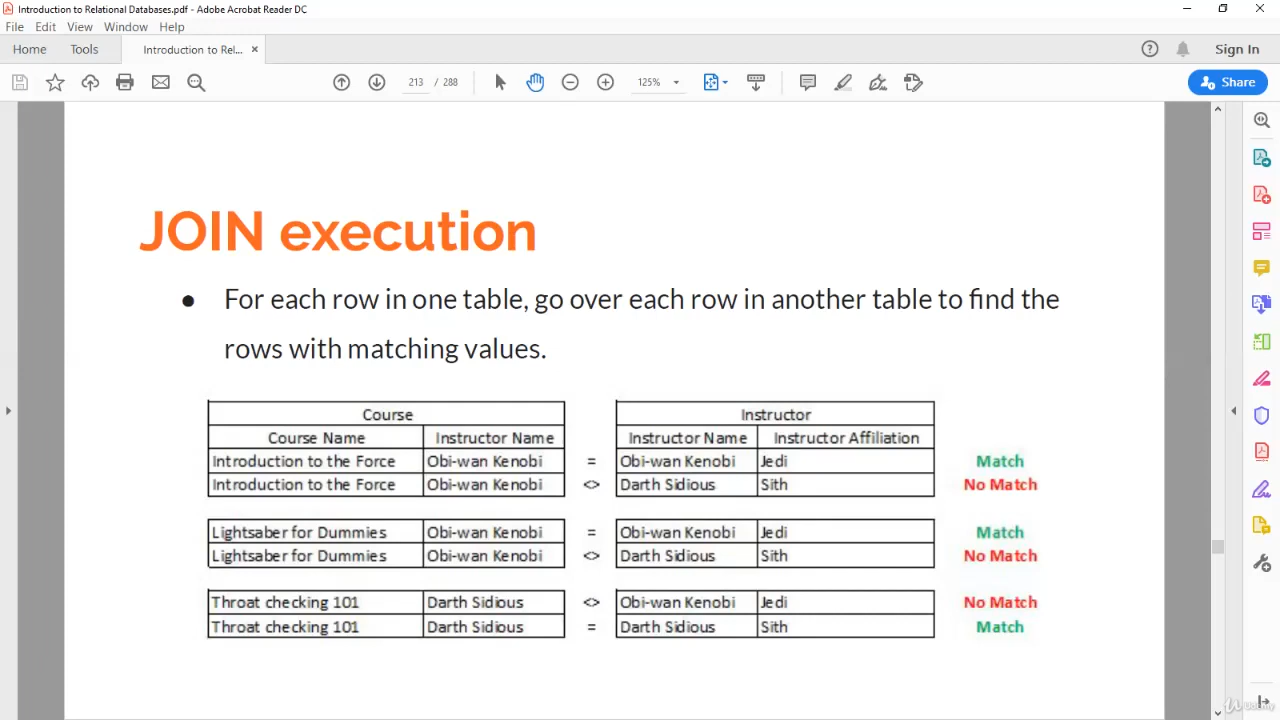 Introduction to Relational Databases.pdf - Adobe Acrobat Reader DC
File Edit View Window Help
Home Tools Introduction to Rel... × Sign In
213 / 288 125% Share
JOIN execution
● For each row in one table, go over each row in another table to find the
rows with matching values.
Course Instructor
Course Name Instructor Name Instructor Name Instructor Affiliation
Introduction to the Force Obi-wan Kenobi = Obi-wan Kenobi Jedi Match
Introduction to the Force Obi-wan Kenobi <> Darth Sidious Sith No Match
Lightsaber for Dummies Obi-wan Kenobi = Obi-wan Kenobi Jedi Match
Lightsaber for Dummies Obi-wan Kenobi <> Darth Sidious Sith No Match
Throat checking 101 Darth Sidious <> Obi-wan Kenobi Jedi No Match
Throat checking 101 Darth Sidious = Darth Sidious Sith Match
Udemy